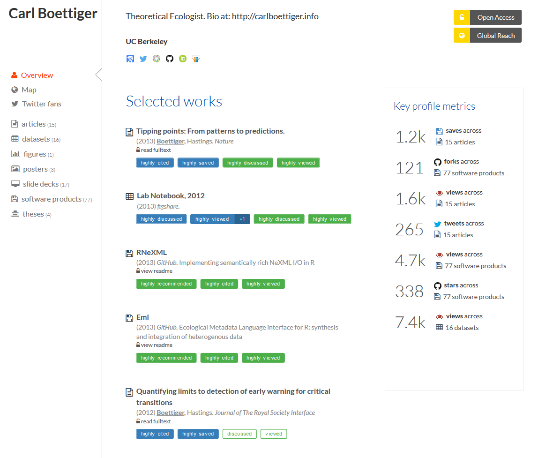 Carl Boettiger
Theoretical Ecologist. Bio at: http://carlboettiger.info
Open Access
Global Reach
UC Berkeley
Overview
Map
Twitter fans
articles (15)
datasets (16)
figures (1)
posters (3)
slide decks (17)
software products (77)
theses (4)
Selected works
Tipping points: From patterns to predictions.
(2013) Boettiger, Hastings. Nature
read fulltext
highly cited highly saved highly discussed highly viewed
Lab Notebook, 2012
(2013) figshare.
highly discussed highly viewed highly discussed highly viewed
RNeXML
(2013) GitHub. Implementing semantically rich NeXML I/O in R
view readme
highly recommended highly cited highly viewed
Eml
(2013) GitHub. Ecological Metadata Language interface for R: synthesis
and integration of heterogenous data
view readme
highly recommended highly cited highly viewed
Quantifying limits to detection of early warning for critical
transitions
(2012) Boettiger, Hastings. Journal of The Royal Society Interface
read fulltext
highly cited highly saved discussed viewed
Key profile metrics
1.2k saves across
15 articles
121 forks across
77 software products
1.6k views across
15 articles
265 tweets across
15 articles
4.7k views across
77 software products
338 stars across
77 software products
7.4k views across
16 datasets